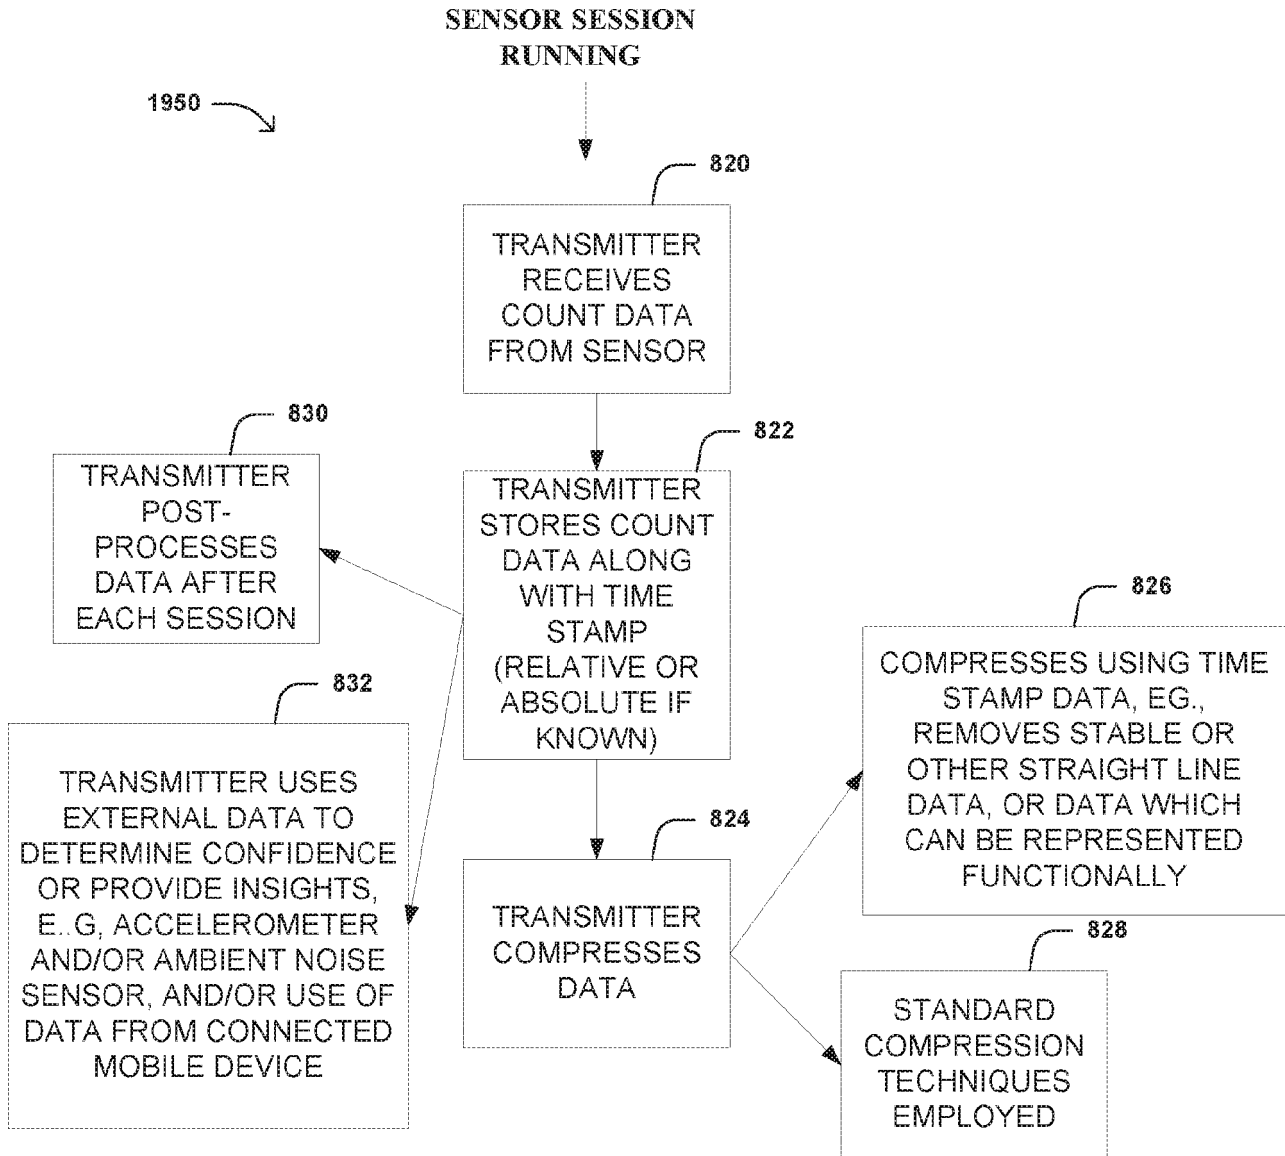 SENSOR SESSION
RUNNING
1950
820
TRANSMITTER
RECEIVES
COUNT DATA
FROM SENSOR
830
TRANSMITTER
POST-
PROCESSES
DATA AFTER
EACH SESSION
822
TRANSMITTER
STORES COUNT
DATA ALONG
WITH TIME
STAMP
(RELATIVE OR
ABSOLUTE IF
KNOWN)
832
TRANSMITTER USES
EXTERNAL DATA TO
DETERMINE CONFIDENCE
OR PROVIDE INSIGHTS,
E..G, ACCELEROMETER
AND/OR AMBIENT NOISE
SENSOR, AND/OR USE OF
DATA FROM CONNECTED
MOBILE DEVICE
824
TRANSMITTER
COMPRESSES
DATA
826
COMPRESSES USING TIME
STAMP DATA, EG.,
REMOVES STABLE OR
OTHER STRAIGHT LINE
DATA, OR DATA WHICH
CAN BE REPRESENTED
FUNCTIONALLY
828
STANDARD
COMPRESSION
TECHNIQUES
EMPLOYED